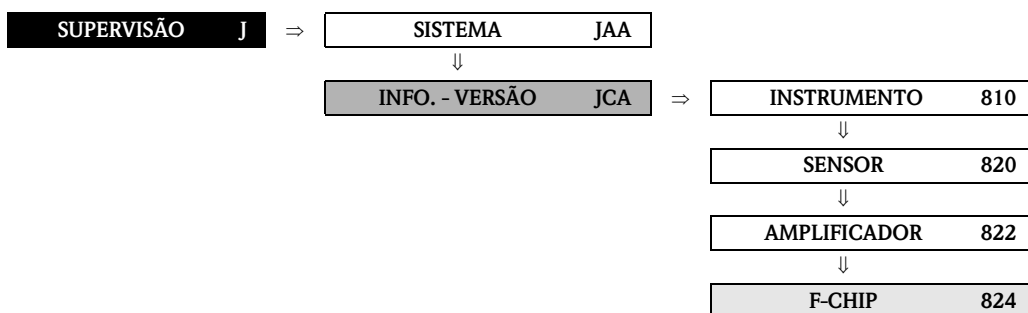 SUPERVISÃO J ⇒ SISTEMA JAA
⇓
INFO. - VERSÃO JCA ⇒ INSTRUMENTO 810
⇓
SENSOR 820
⇓
AMPLIFICADOR 822
⇓
F-CHIP 824